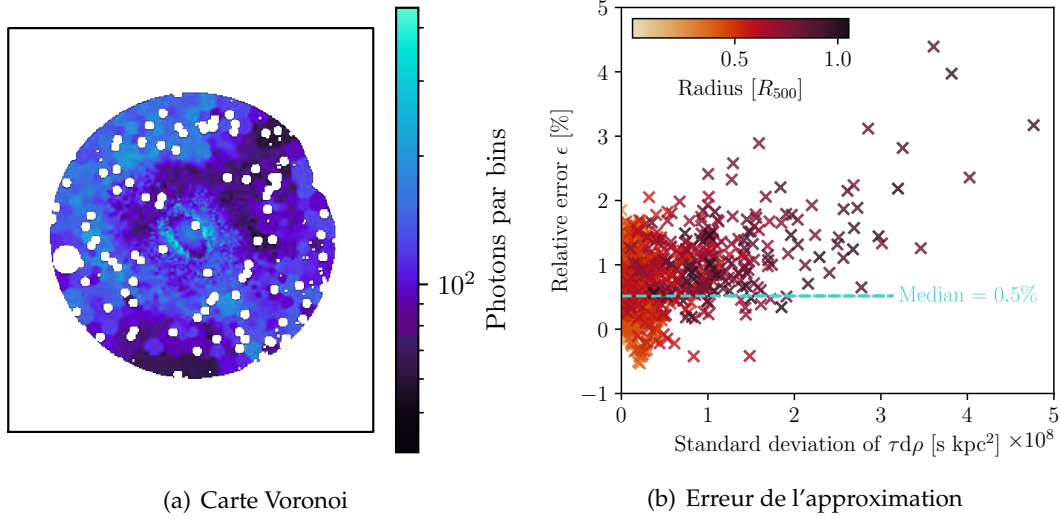 10²
Photons par bins
5
4
3
2
1
0
−1
Relative error ϵ [%]
0.5
1.0
Radius [R₅₀₀]
Median = 0.5%
0
1
2
3
4
5
Standard deviation of τdρ [s kpc²]
×10⁸
(a) Carte Voronoi
(b) Erreur de l'approximation